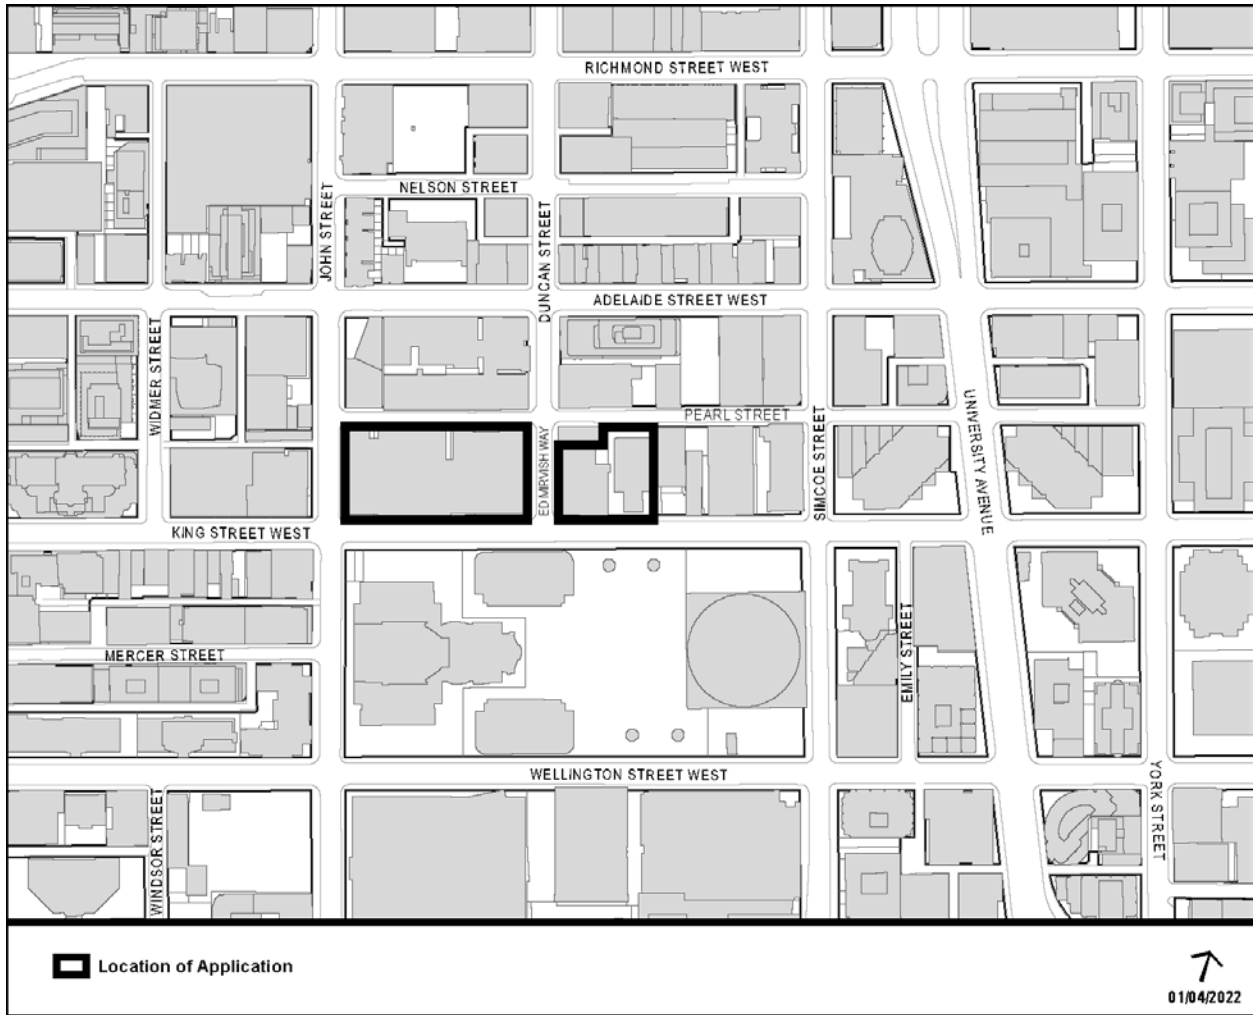 RICHMOND STREET WEST
NELSON STREET
JOHN STREET
DUNCAN STREET
ADELAIDE STREET WEST
WIDMER STREET
PEARL STREET
ED MIRVISH WAY
SIMCOE STREET
UNIVERSITY AVENUE
KING STREET WEST
MERCER STREET
EMILY STREET
WELLINGTON STREET WEST
WINDSOR STREET
YORK STREET
Location of Application
01/04/2022